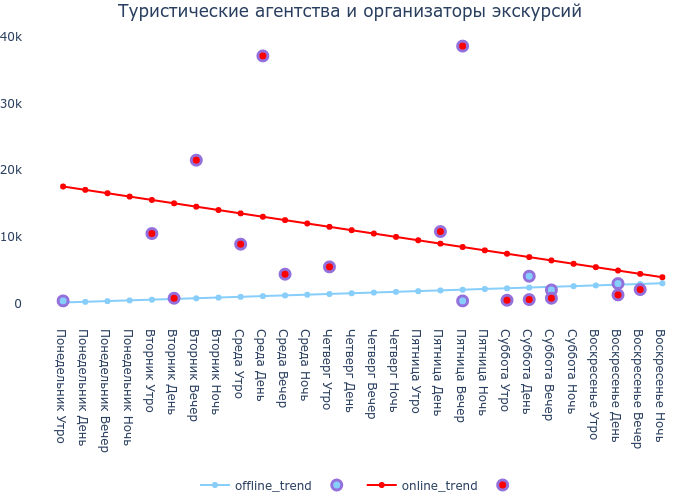 Туристические агентства и организаторы экскурсий
40k
30k
20k
10k
0
Понедельник Утро
Понедельник День
Понедельник Вечер
Понедельник Ночь
Вторник Утро
Вторник День
Вторник Вечер
Вторник Ночь
Среда Утро
Среда День
Среда Вечер
Среда Ночь
Четверг Утро
Четверг День
Четверг Вечер
Четверг Ночь
Пятница Утро
Пятница День
Пятница Вечер
Пятница Ночь
Суббота Утро
Суббота День
Суббота Вечер
Суббота Ночь
Воскресенье Утро
Воскресенье День
Воскресенье Вечер
Воскресенье Ночь
offline_trend
online_trend